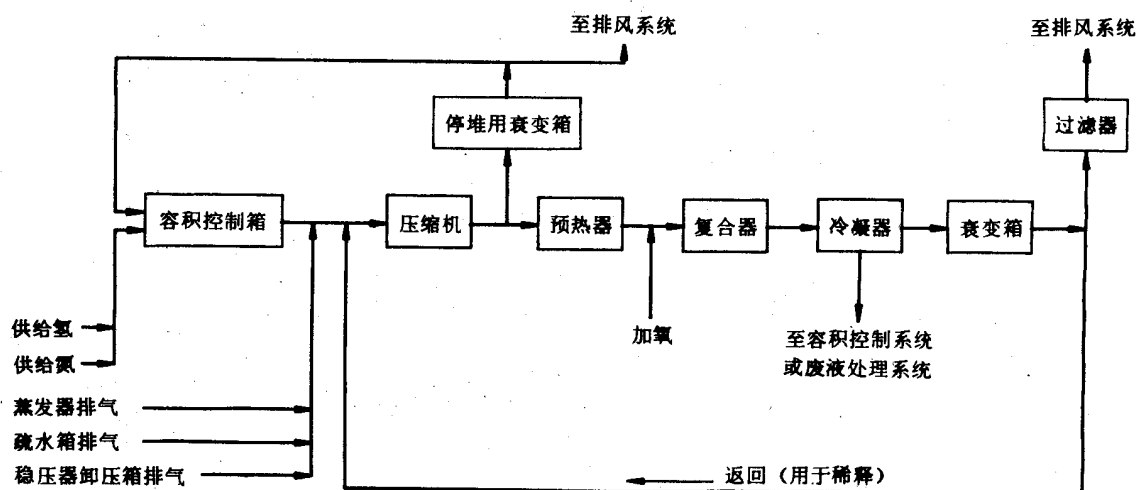 至排风系统
至排风系统
停堆用衰变箱
过滤器
容积控制箱
压缩机
预热器
复合器
冷凝器
衰变箱
供给氢
供给氮
加氧
至容积控制系统
或废液处理系统
蒸发器排气
疏水箱排气
稳压器卸压箱排气
返回（用于稀释）